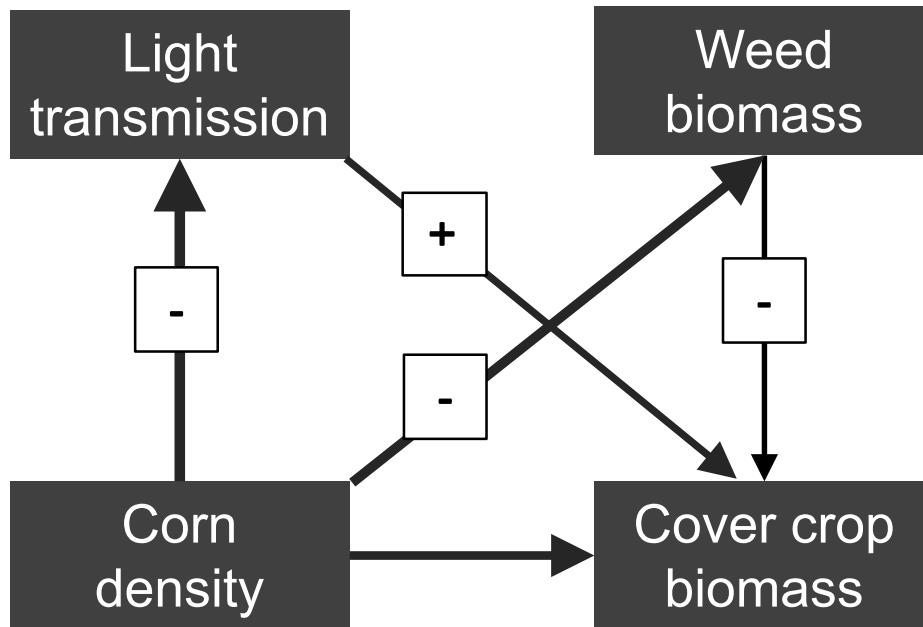 Light
transmission
Weed
biomass
+
-
-
-
Corn
density
Cover crop
biomass